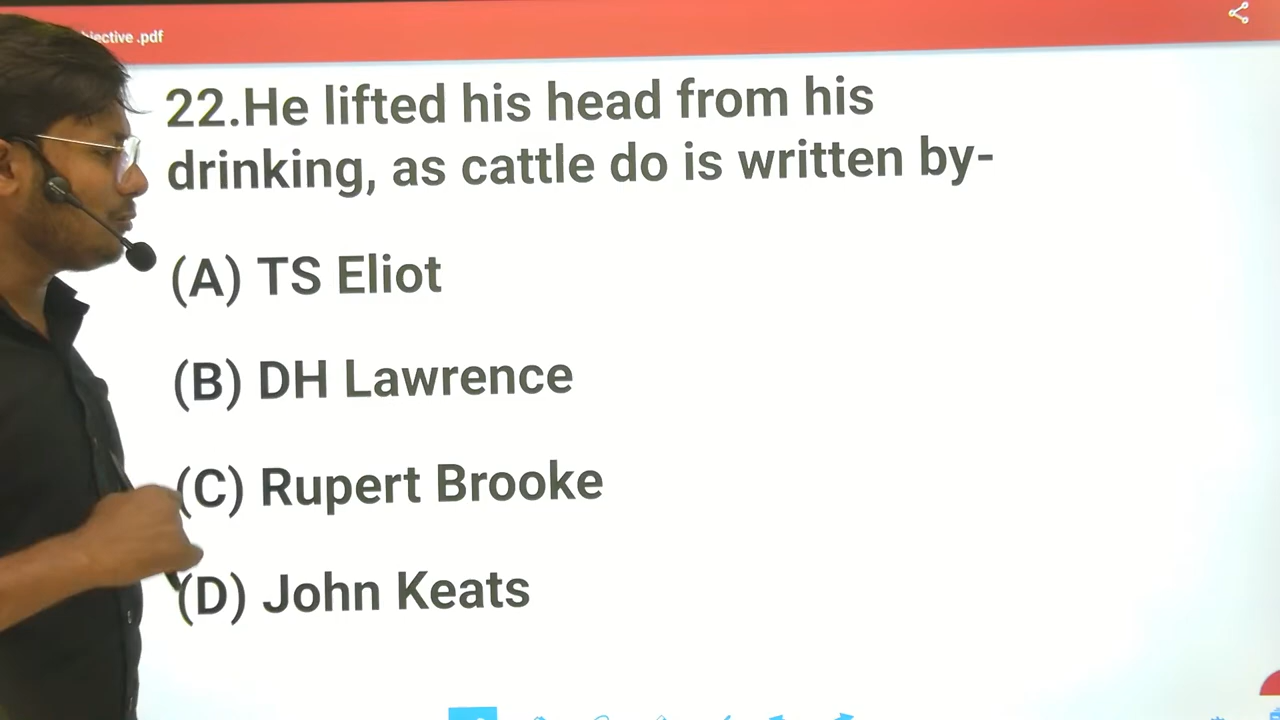 .pdf
22.He lifted his head from his
drinking, as cattle do is written by-
(A) TS Eliot
(B) DH Lawrence
(C) Rupert Brooke
(D) John Keats